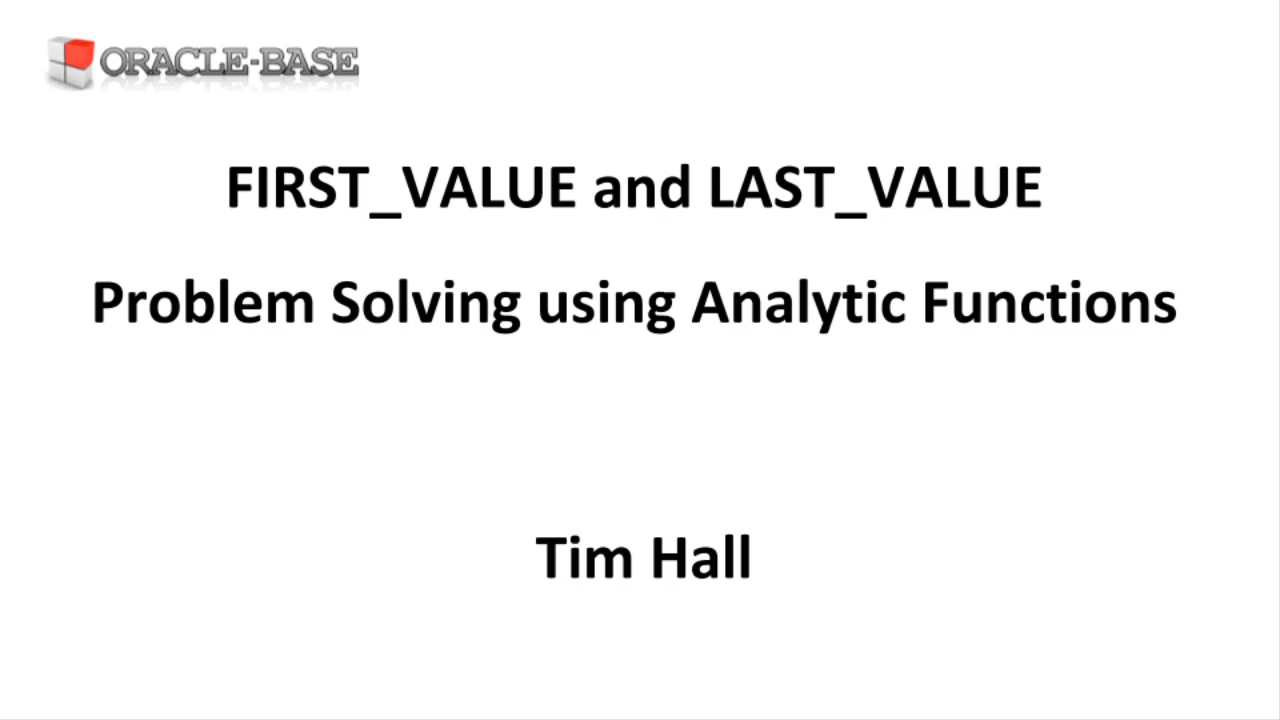 ORACLE-BASE
FIRST_VALUE and LAST_VALUE
Problem Solving using Analytic Functions
Tim Hall